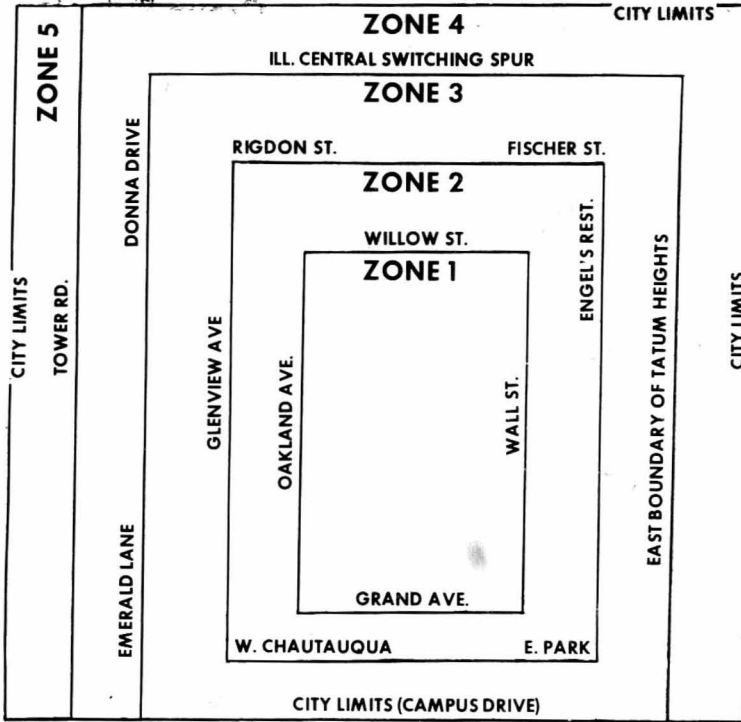 CITY LIMITS
ZONE 5
ZONE 4
ILL. CENTRAL SWITCHING SPUR
ZONE 3
RIGDON ST.
FISCHER ST.
DONNA DRIVE
ZONE 2
ENGEL'S REST.
WILLOW ST.
ZONE 1
CITY LIMITS
TOWER RD.
GLENVIEW AVE
OAKLAND AVE.
WALL ST.
EAST BOUNDARY OF TATUM HEIGHTS
CITY LIMITS
EMERALD LANE
GRAND AVE.
W. CHAUTAUQUA
E. PARK
CITY LIMITS (CAMPUS DRIVE)